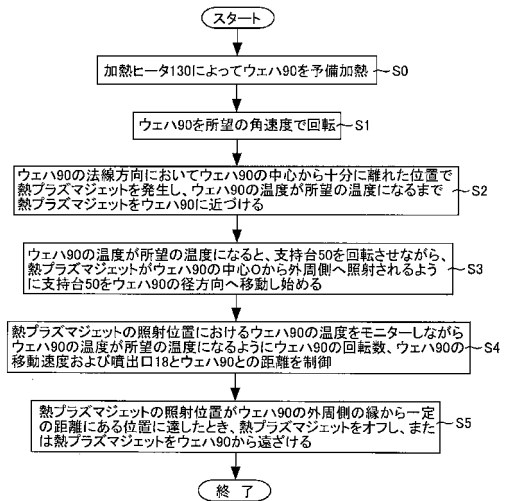 スタート
加熱ヒータ130によってウェハ90を予備加熱
S0
ウェハ90を所望の角速度で回転
S1
ウェハ90の法線方向においてウェハ90の中心から十分に離れた位置で
熱プラズマジェットを発生し、ウェハ90の温度が所望の温度になるまで
熱プラズマジェットをウェハ90に近づける
S2
ウェハ90の温度が所望の温度になると、支持台50を回転させながら、
熱プラズマジェットがウェハ90の中心Oから外周側へ照射されるよう
に支持台50をウェハ90の径方向へ移動し始める
S3
熱プラズマジェットの照射位置におけるウェハ90の温度をモニターしながら
ウェハ90の温度が所望の温度になるようにウェハ90の回転数、ウェハ90の
移動速度および噴出口18とウェハ90との距離を制御
S4
熱プラズマジェットの照射位置がウェハ90の外周側の縁から一定
の距離にある位置に達したとき、熱プラズマジェットをオフし、また
は熱プラズマジェットをウェハ90から遠ざける
S5
終了